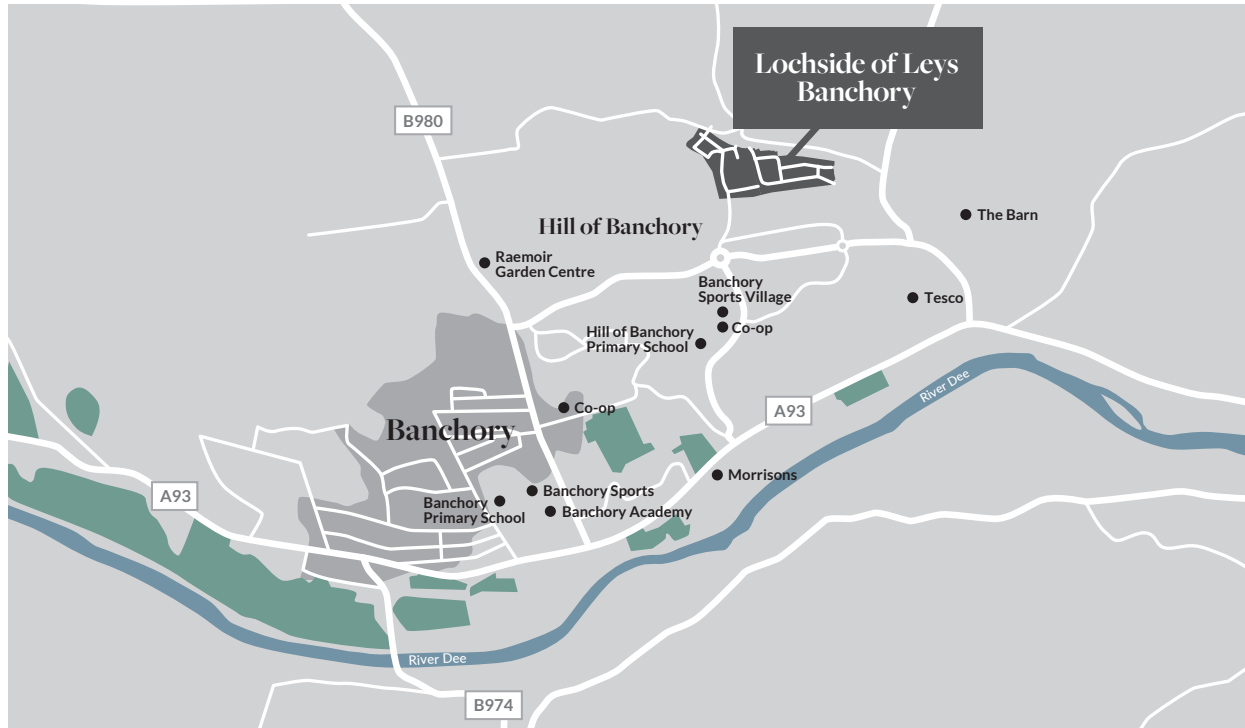 Lochside of Leys
Banchory
B980
The Barn
Hill of Banchory
Raemoir
Garden Centre
Banchory
Sports Village
Tesco
Co-op
Hill of Banchory
Primary School
River Dee
Co-op
A93
Banchory
Morrisons
A93
Banchory Sports
Banchory
Primary School
Banchory Academy
River Dee
B974